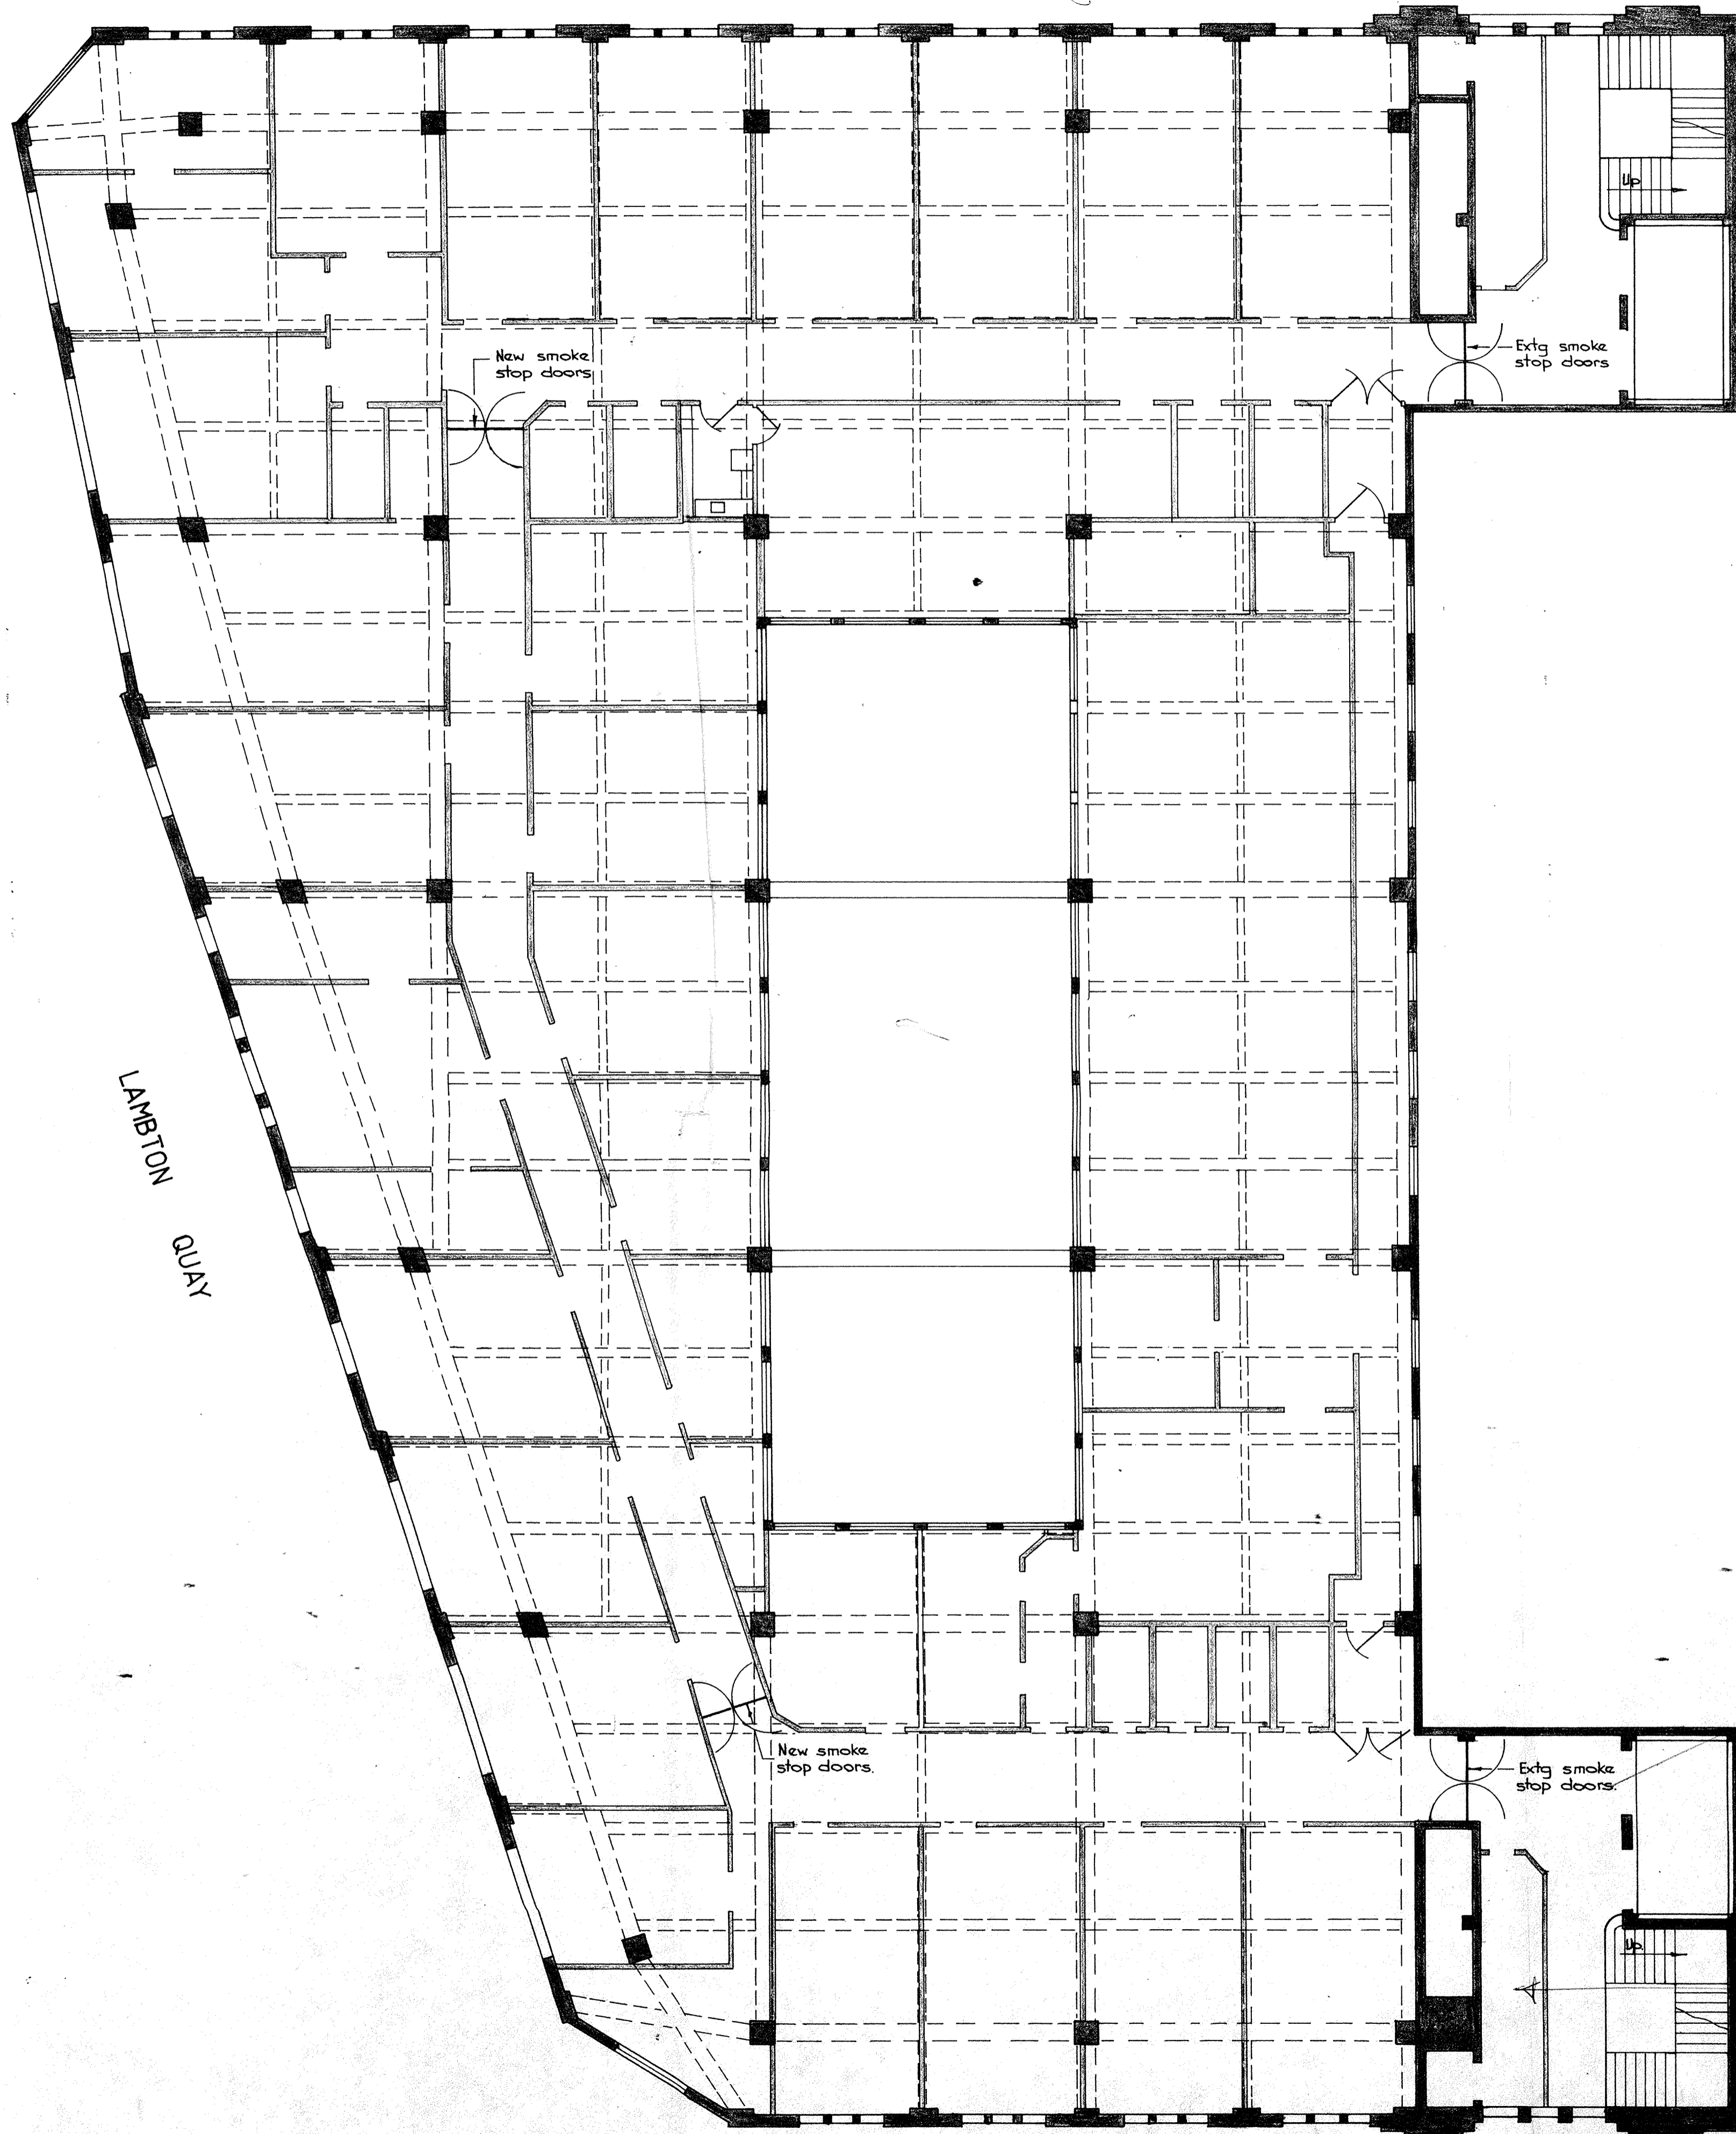 Up
New smoke
stop doors
Extg smoke
stop doors
LAMBTON QUAY
New smoke
stop doors.
Extg smoke
stop doors.
Up.